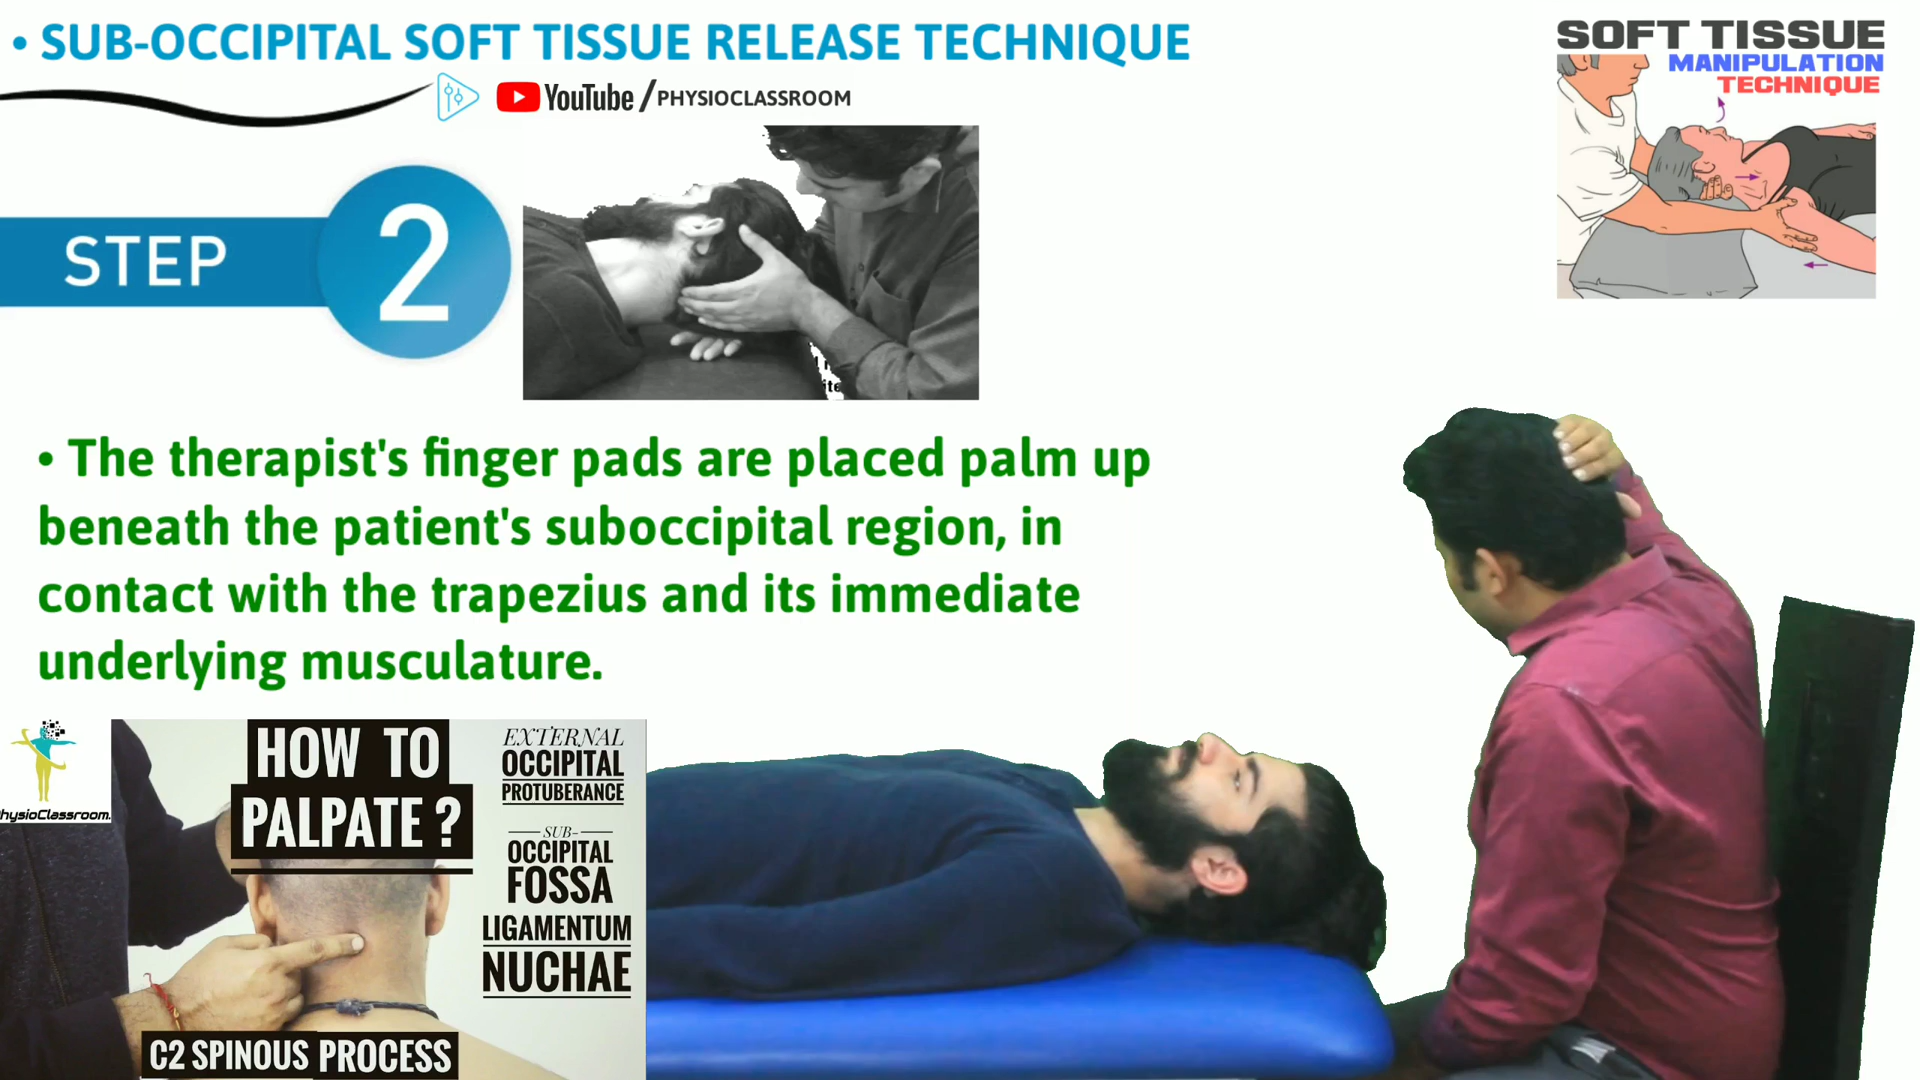 • SUB-OCCIPITAL SOFT TISSUE RELEASE TECHNIQUE
YouTube / PHYSIOCLASSROOM
SOFT TISSUE
MANIPULATION
TECHNIQUE
STEP 2
• The therapist's finger pads are placed palm up
beneath the patient's suboccipital region, in
contact with the trapezius and its immediate
underlying musculature.
HOW TO
PALPATE ?
EXTERNAL
OCCIPITAL
PROTUBERANCE
SUB-
OCCIPITAL
FOSSA
LIGAMENTUM
NUCHAE
C2 SPINOUS PROCESS
hysioClassroom.